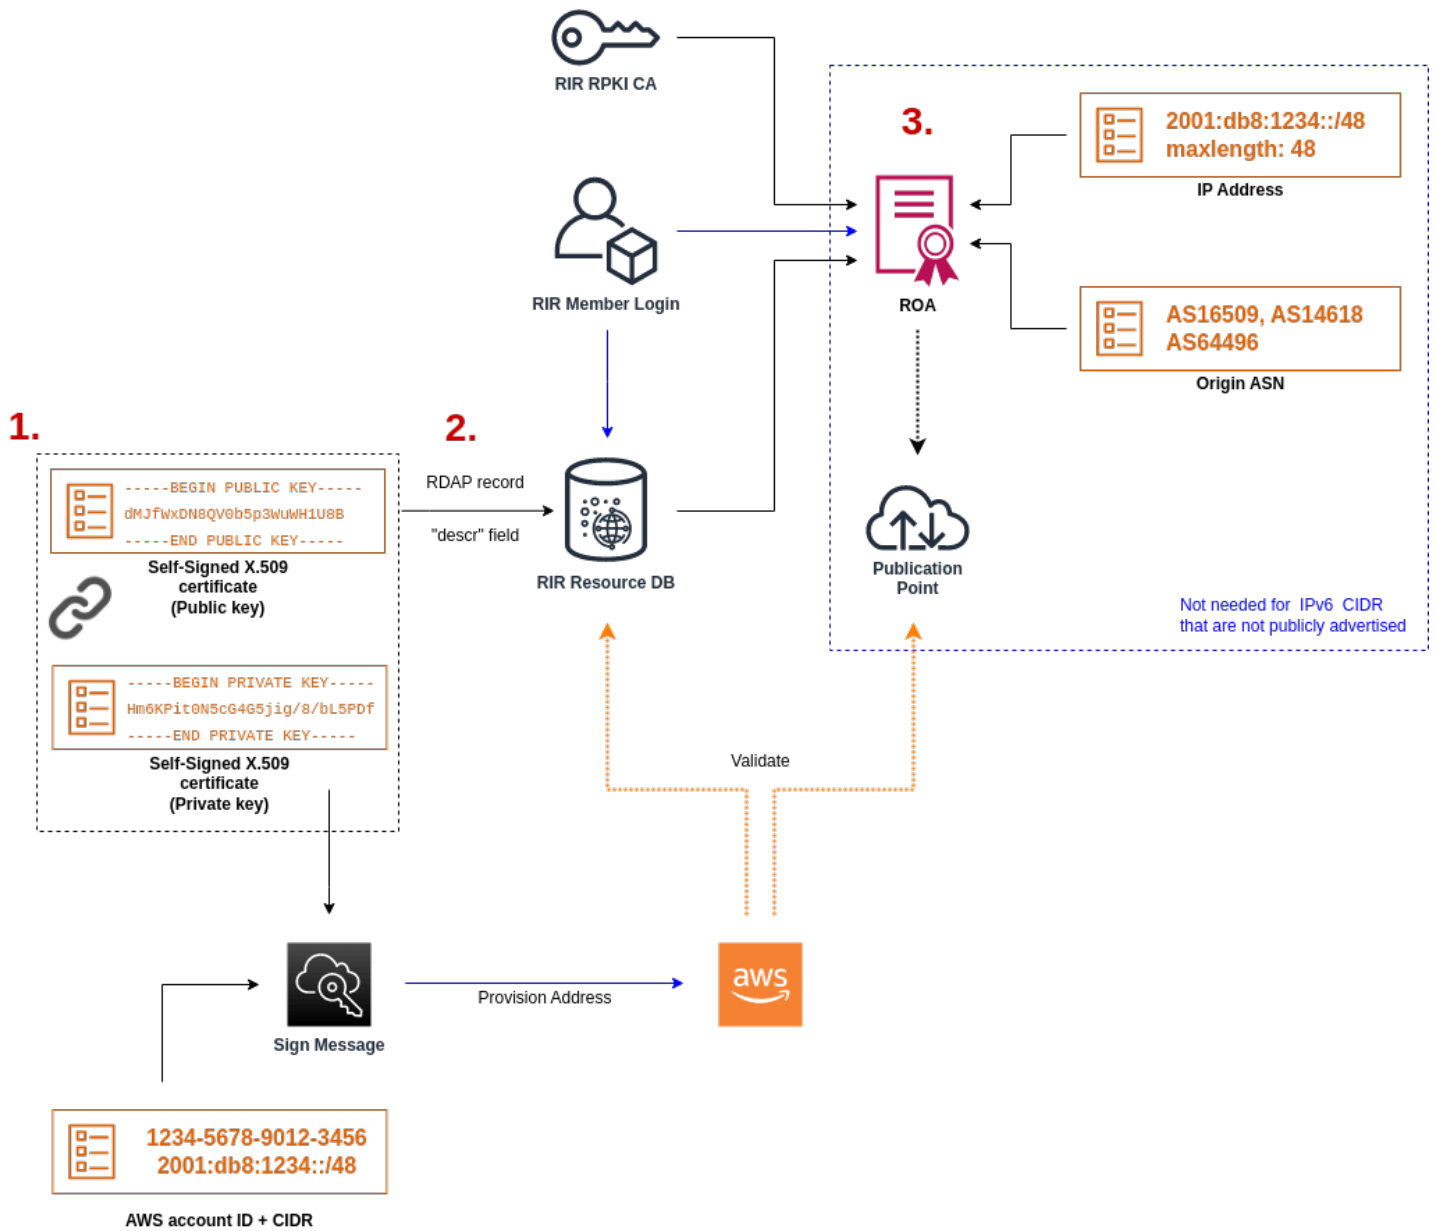 RIR RPKI CA
3.
2001:db8:1234::/48
maxlength: 48
IP Address
RIR Member Login
ROA
AS16509, AS14618
AS64496
Origin ASN
1.
2.
-----BEGIN PUBLIC KEY-----
dMJfWxDN8QV0b5p3WuWH1U8B
-----END PUBLIC KEY-----
Self-Signed X.509
certificate
(Public key)
RDAP record
"descr" field
RIR Resource DB
Publication
Point
Not needed for IPv6 CIDR
that are not publicly advertised
-----BEGIN PRIVATE KEY-----
Hm6KPit0N5cG4G5jig/8/bL5PDf
-----END PRIVATE KEY-----
Self-Signed X.509
certificate
(Private key)
Validate
aws
Provision Address
Sign Message
1234-5678-9012-3456
2001:db8:1234::/48
AWS account ID + CIDR